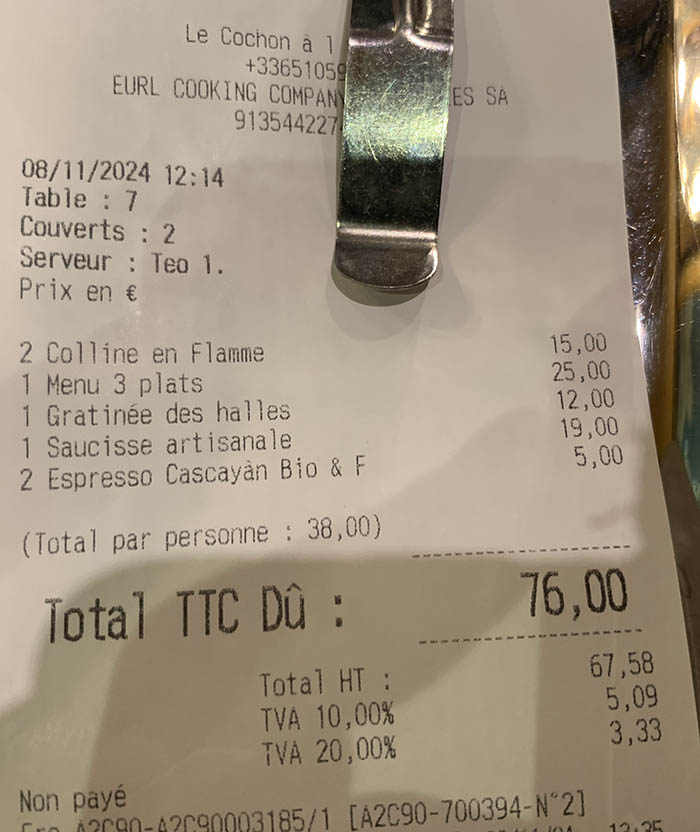 Le Cochon à l
+33651059
EURL COOKING COMPANY ES SA
913544227
08/11/2024 12:14
Table : 7
Couverts : 2
Serveur : Teo 1.
Prix en €
2 Colline en Flamme 15,00
1 Menu 3 plats 25,00
1 Gratinée des halles 12,00
1 Saucisse artisanale 19,00
2 Espresso Cascayàn Bio & F 5,00
(Total par personne : 38,00)
Total TTC Dû : 76,00
Total HT : 67,58
TVA 10,00% 5,09
TVA 20,00% 3,33
Non payé
A2C90-A2C90003185/1 [A2C90-700394-N°2]